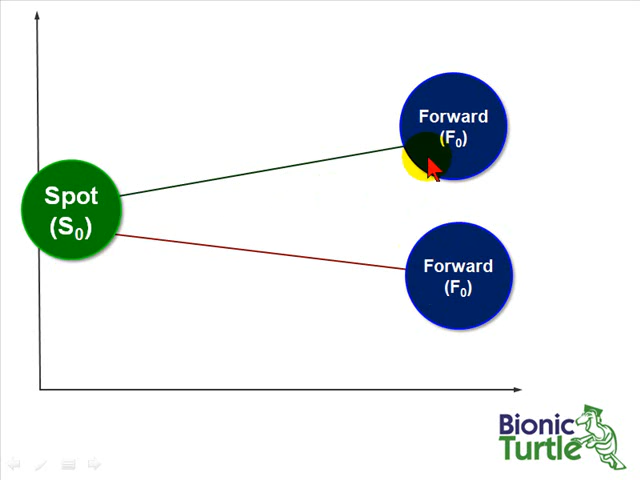 Forward
(F₀)
Spot
(S₀)
Forward
(F₀)
Bionic
Turtle